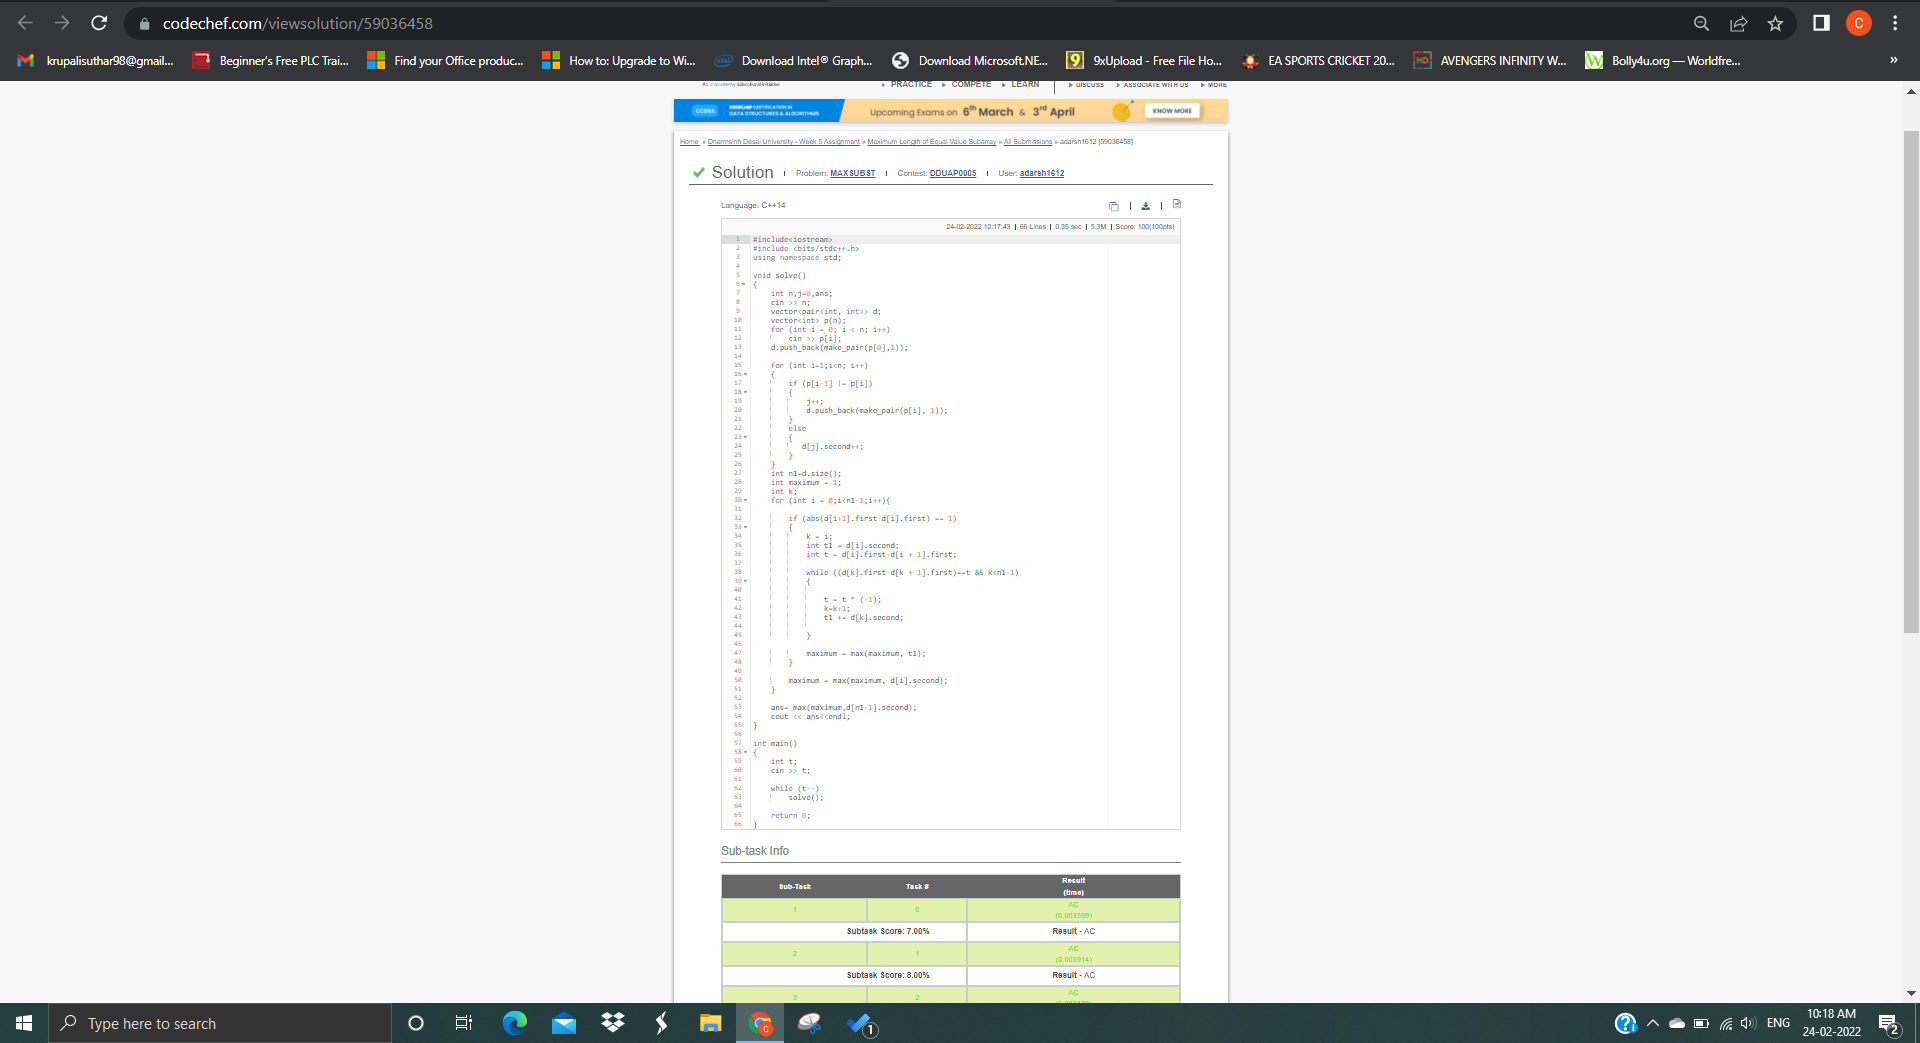 codechef.com/viewsolution/59036458
C
krupalisuthar98@gmail...
Beginner's Free PLC Trai...
Find your Office produc...
How to: Upgrade to Wi...
Download Intel® Graph...
Download Microsoft.NE...
9xUpload - Free File Ho...
EA SPORTS CRICKET 20...
AVENGERS INFINITY W...
Bolly4u.org — Worldfre...
»
An unacademy Educational Initiative
PRACTICE COMPETE LEARN DISCUSS ASSOCIATE WITH US MORE
CCDSA CODECHEF CERTIFICATION IN
DATA STRUCTURES & ALGORITHMS
Upcoming Exams on 6th March & 3rd April
KNOW MORE
Home » Dharmsinh Desai University - Week 5 Assignment » Maximum Length of Equal Value Subarray » All Submissions » adarsh1612 [59036458]
Solution | Problem: MAXSUBST | Contest: DDUAP0005 | User: adarsh1612
Language: C++14
24-02-2022 10:17:43 | 66 Lines | 0.35 sec | 5.3M | Score: 100(100pts)
1 #include<iostream>
2 #include <bits/stdc++.h>
3 using namespace std;
4
5 void solve()
6 {
7 int n,j=0,ans;
8 cin >> n;
9 vector<pair<int, int>> d;
10 vector<int> p(n);
11 for (int i = 0; i < n; i++)
12 cin >> p[i];
13 d.push_back(make_pair(p[0],1));
14
15 for (int i=1;i<n; i++)
16 {
17 if (p[i-1] != p[i])
18 {
19 j++;
20 d.push_back(make_pair(p[i], 1));
21 }
22 else
23 {
24 d[j].second++;
25 }
26 }
27 int n1=d.size();
28 int maximum = 1;
29 int k;
30 for (int i = 0;i<n1-1;i++){
31
32 if (abs(d[i+1].first-d[i].first) == 1)
33 {
34 k = i;
35 int t1 = d[i].second;
36 int t = d[i].first-d[i + 1].first;
37
38 while ((d[k].first-d[k + 1].first)==t && k<n1-1)
39 {
40
41 t = t * (-1);
42 k=k+1;
43 t1 += d[k].second;
44
45 }
46
47 maximum = max(maximum, t1);
48 }
49
50 maximum = max(maximum, d[i].second);
51 }
52
53 ans= max(maximum,d[n1-1].second);
54 cout << ans<<endl;
55 }
56
57 int main()
58 {
59 int t;
60 cin >> t;
61
62 while (t--)
63 solve();
64
65 return 0;
66 }
Sub-task Info
Sub-Task Task # Result
(time)
1 0 AC
(0.003599)
Subtask Score: 7.00% Result - AC
2 1 AC
(0.003914)
Subtask Score: 8.00% Result - AC
3 2 AC
Type here to search
1
ENG
10:18 AM
24-02-2022
2